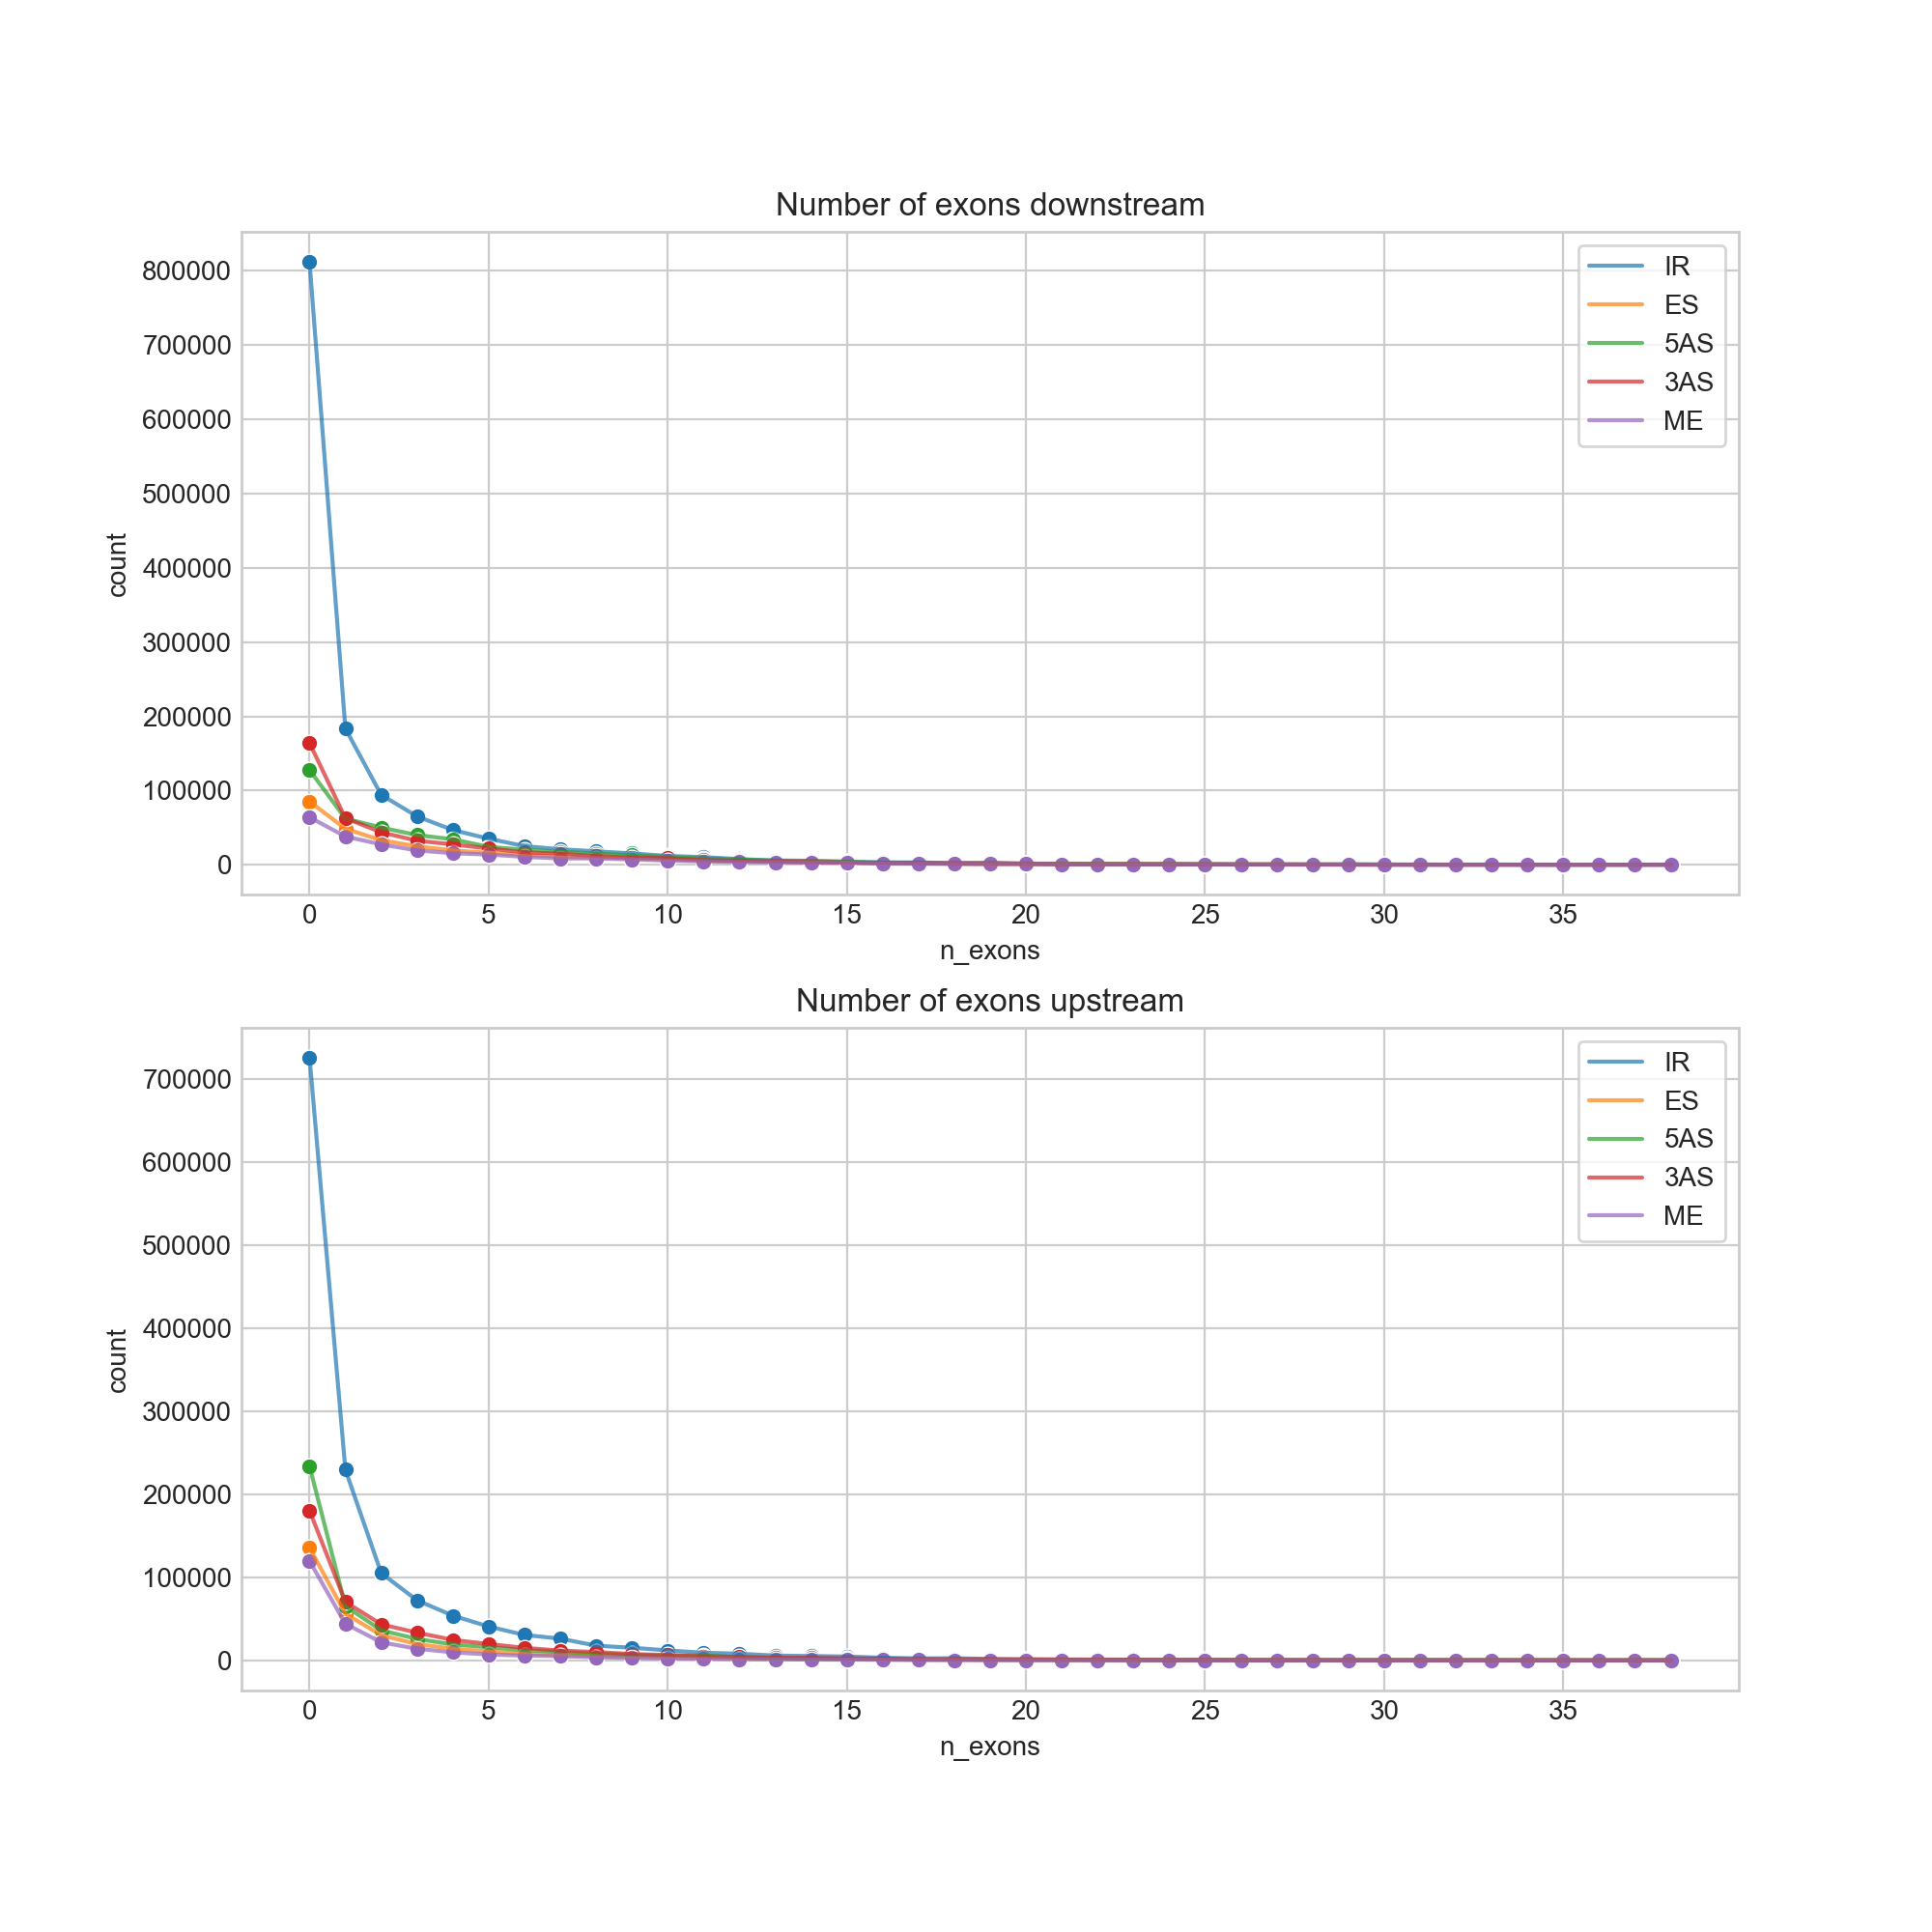 Number of exons downstream
800000
700000
600000
500000
400000
300000
200000
100000
0
count
IR
ES
5AS
3AS
ME
0 5 10 15 20 25 30 35
n_exons
Number of exons upstream
700000
600000
500000
400000
300000
200000
100000
0
count
IR
ES
5AS
3AS
ME
0 5 10 15 20 25 30 35
n_exons